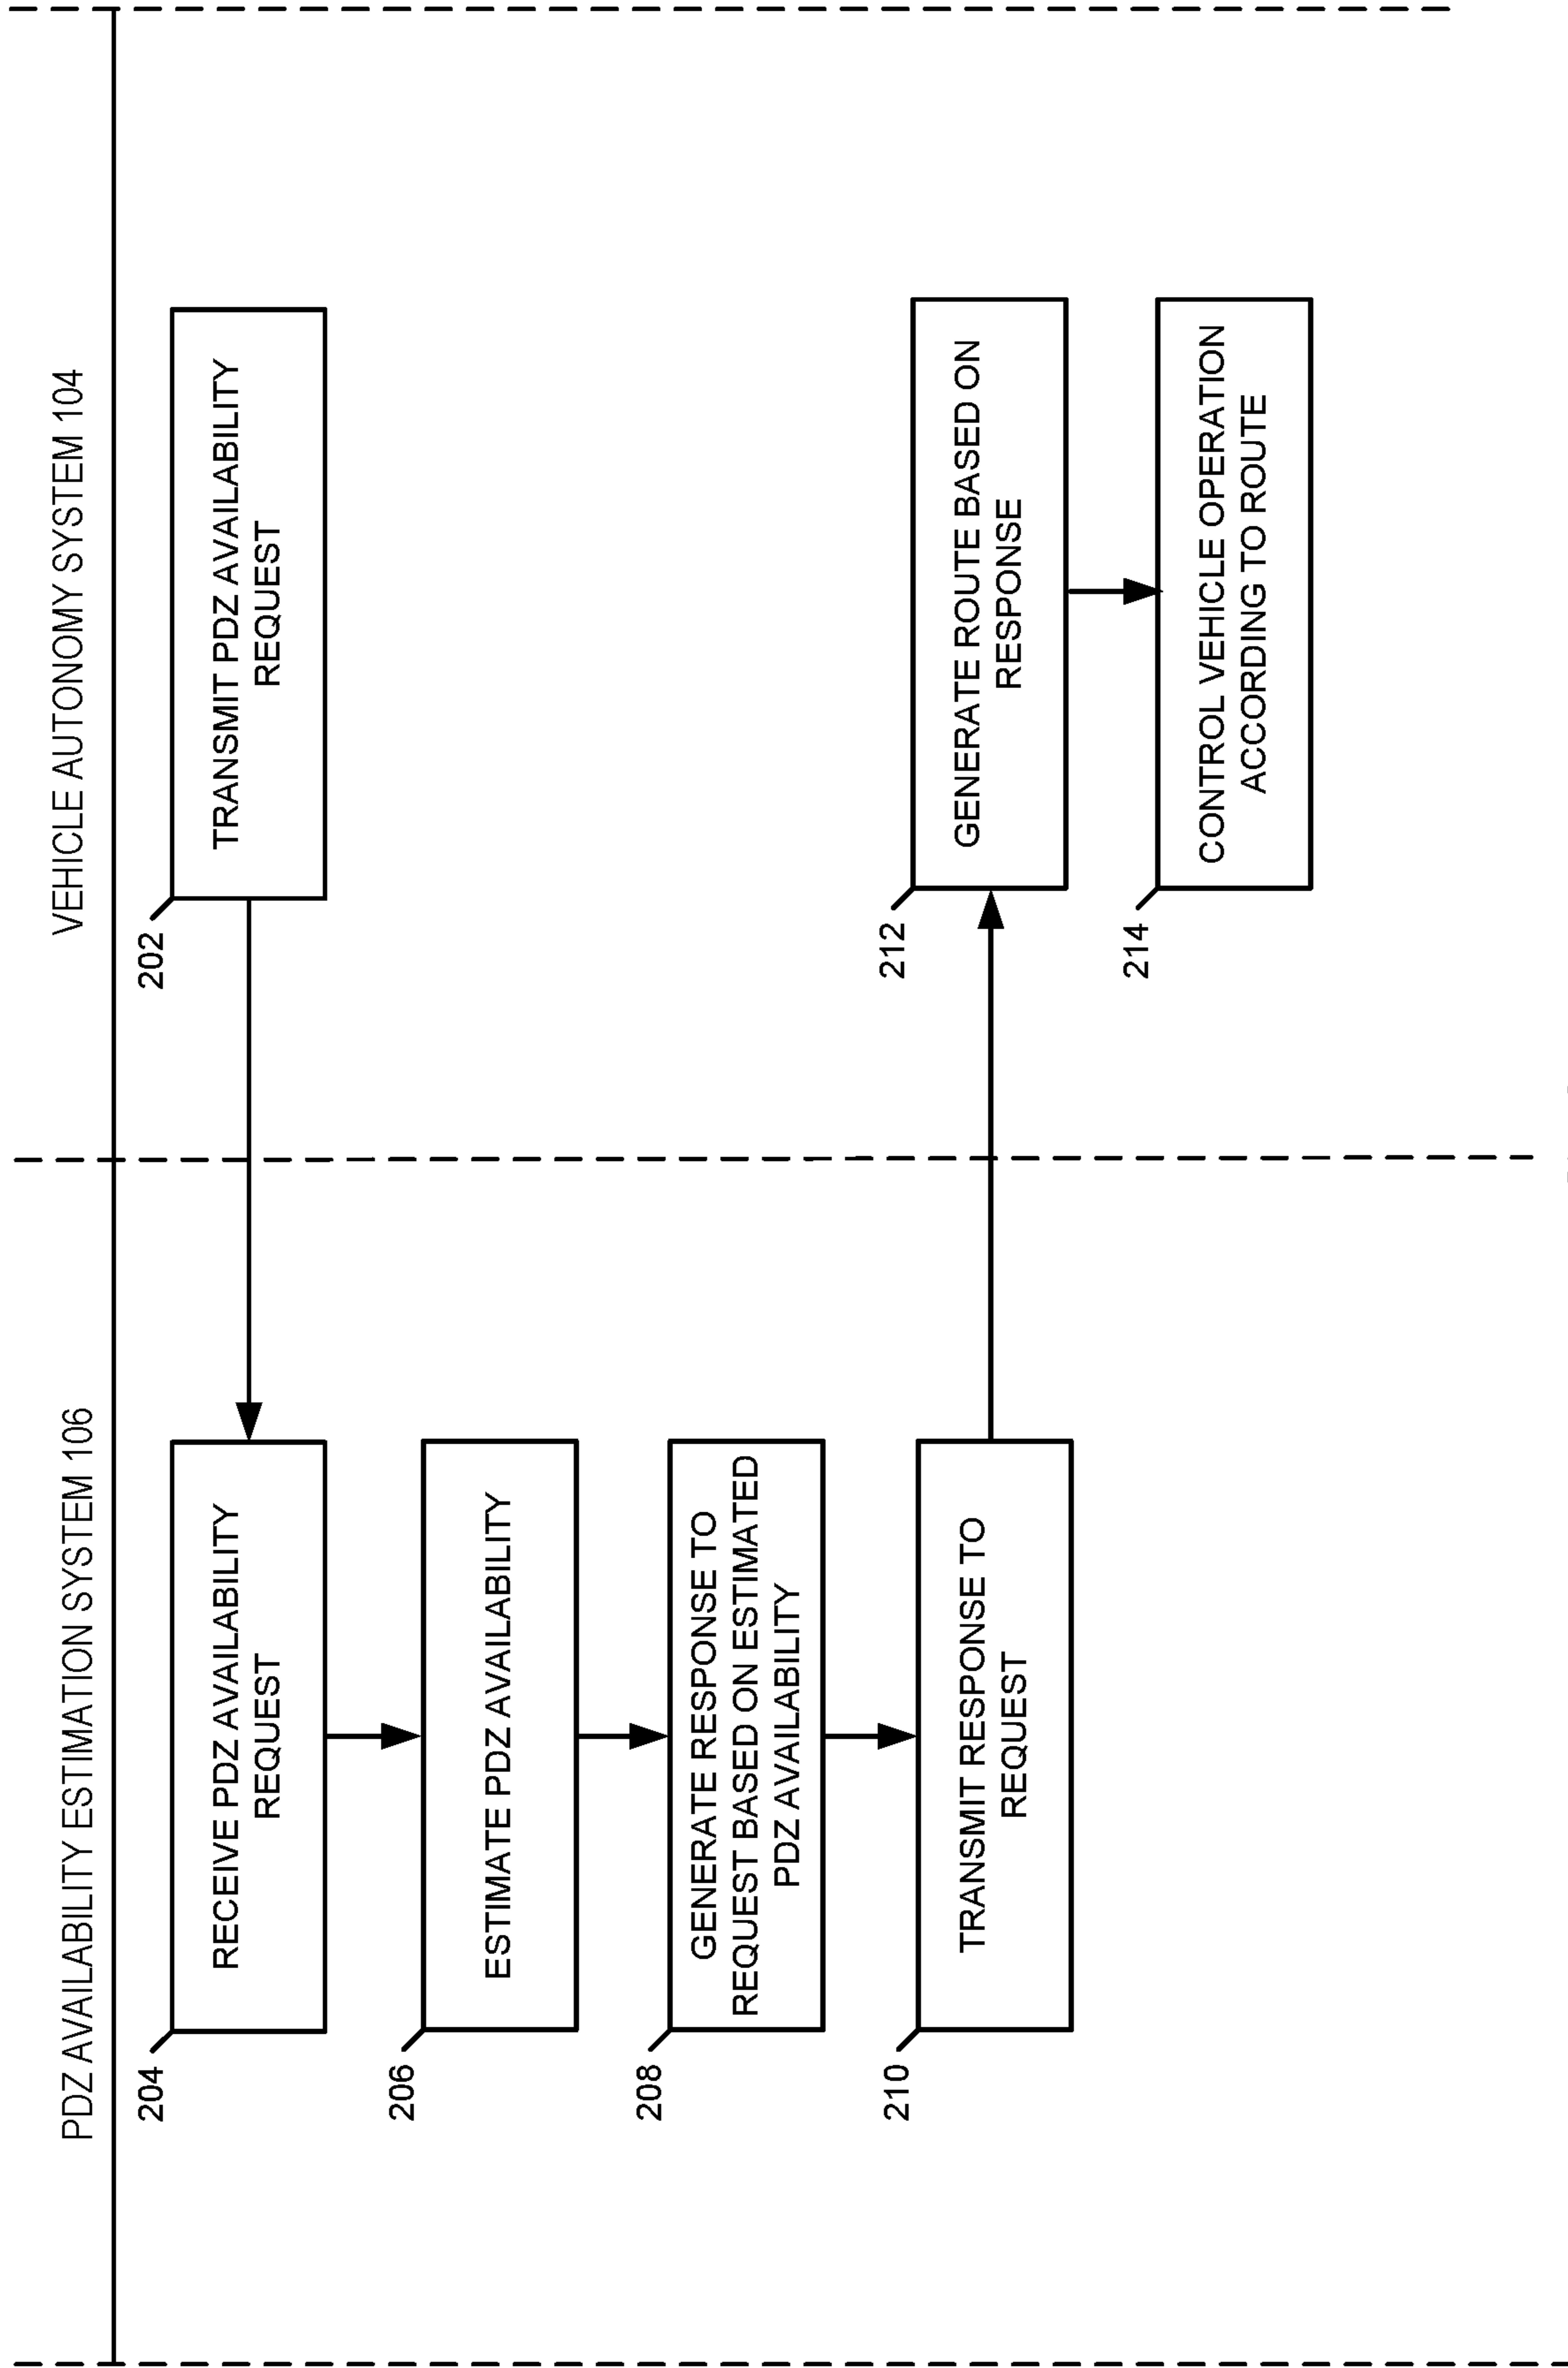 PDZ AVAILABILITY ESTIMATION SYSTEM 106
VEHICLE AUTONOMY SYSTEM 104
202
TRANSMIT PDZ AVAILABILITY
REQUEST
204
RECEIVE PDZ AVAILABILITY
REQUEST
206
ESTIMATE PDZ AVAILABILITY
208
GENERATE RESPONSE TO
REQUEST BASED ON ESTIMATED
PDZ AVAILABILITY
210
TRANSMIT RESPONSE TO
REQUEST
212
GENERATE ROUTE BASED ON
RESPONSE
214
CONTROL VEHICLE OPERATION
ACCORDING TO ROUTE